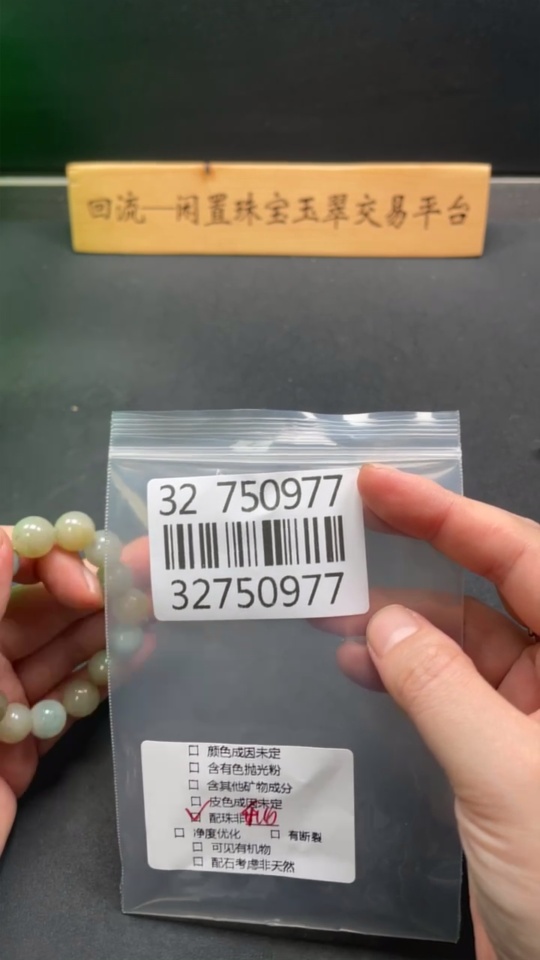 回流一闲置珠宝玉翠交易平台
32 750977
32750977
□ 颜色成因未定
□ 含有色抛光粉
□ 含其他矿物成分
□ 皮色成因未定
☑ 配珠非
□ 净度优化 □ 有断裂
□ 可见有机物
□ 配石考虑非天然